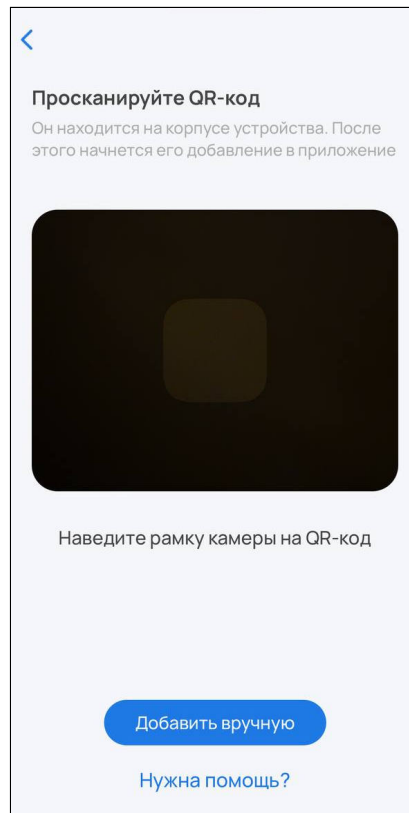 Просканируйте QR-код
Он находится на корпусе устройства. После
этого начнется его добавление в приложение
Наведите рамку камеры на QR-код
Добавить вручную
Нужна помощь?